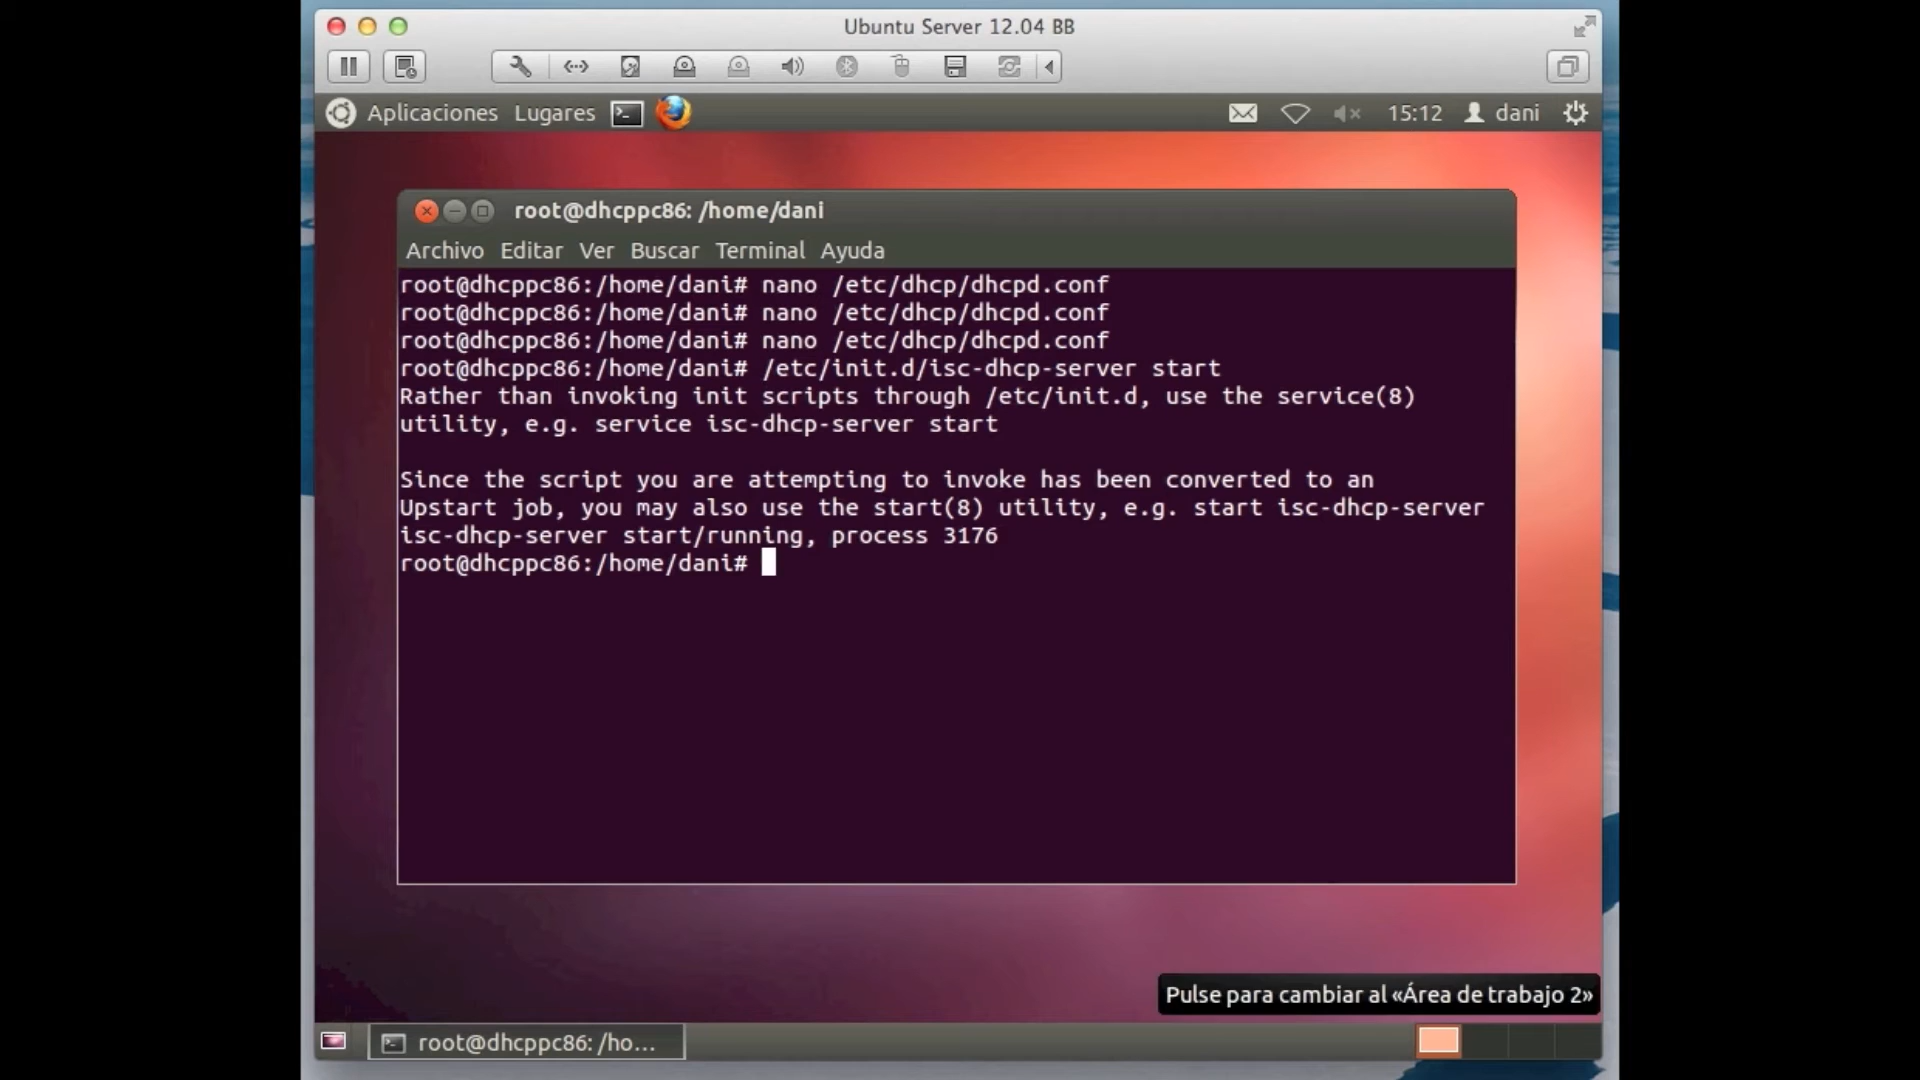 Ubuntu Server 12.04 BB
Aplicaciones Lugares 15:12 dani
root@dhcppc86: /home/dani
Archivo Editar Ver Buscar Terminal Ayuda
root@dhcppc86:/home/dani# nano /etc/dhcp/dhcpd.conf
root@dhcppc86:/home/dani# nano /etc/dhcp/dhcpd.conf
root@dhcppc86:/home/dani# nano /etc/dhcp/dhcpd.conf
root@dhcppc86:/home/dani# /etc/init.d/isc-dhcp-server start
Rather than invoking init scripts through /etc/init.d, use the service(8)
utility, e.g. service isc-dhcp-server start
Since the script you are attempting to invoke has been converted to an
Upstart job, you may also use the start(8) utility, e.g. start isc-dhcp-server
isc-dhcp-server start/running, process 3176
root@dhcppc86:/home/dani#
Pulse para cambiar al «Área de trabajo 2»
root@dhcppc86: /ho...